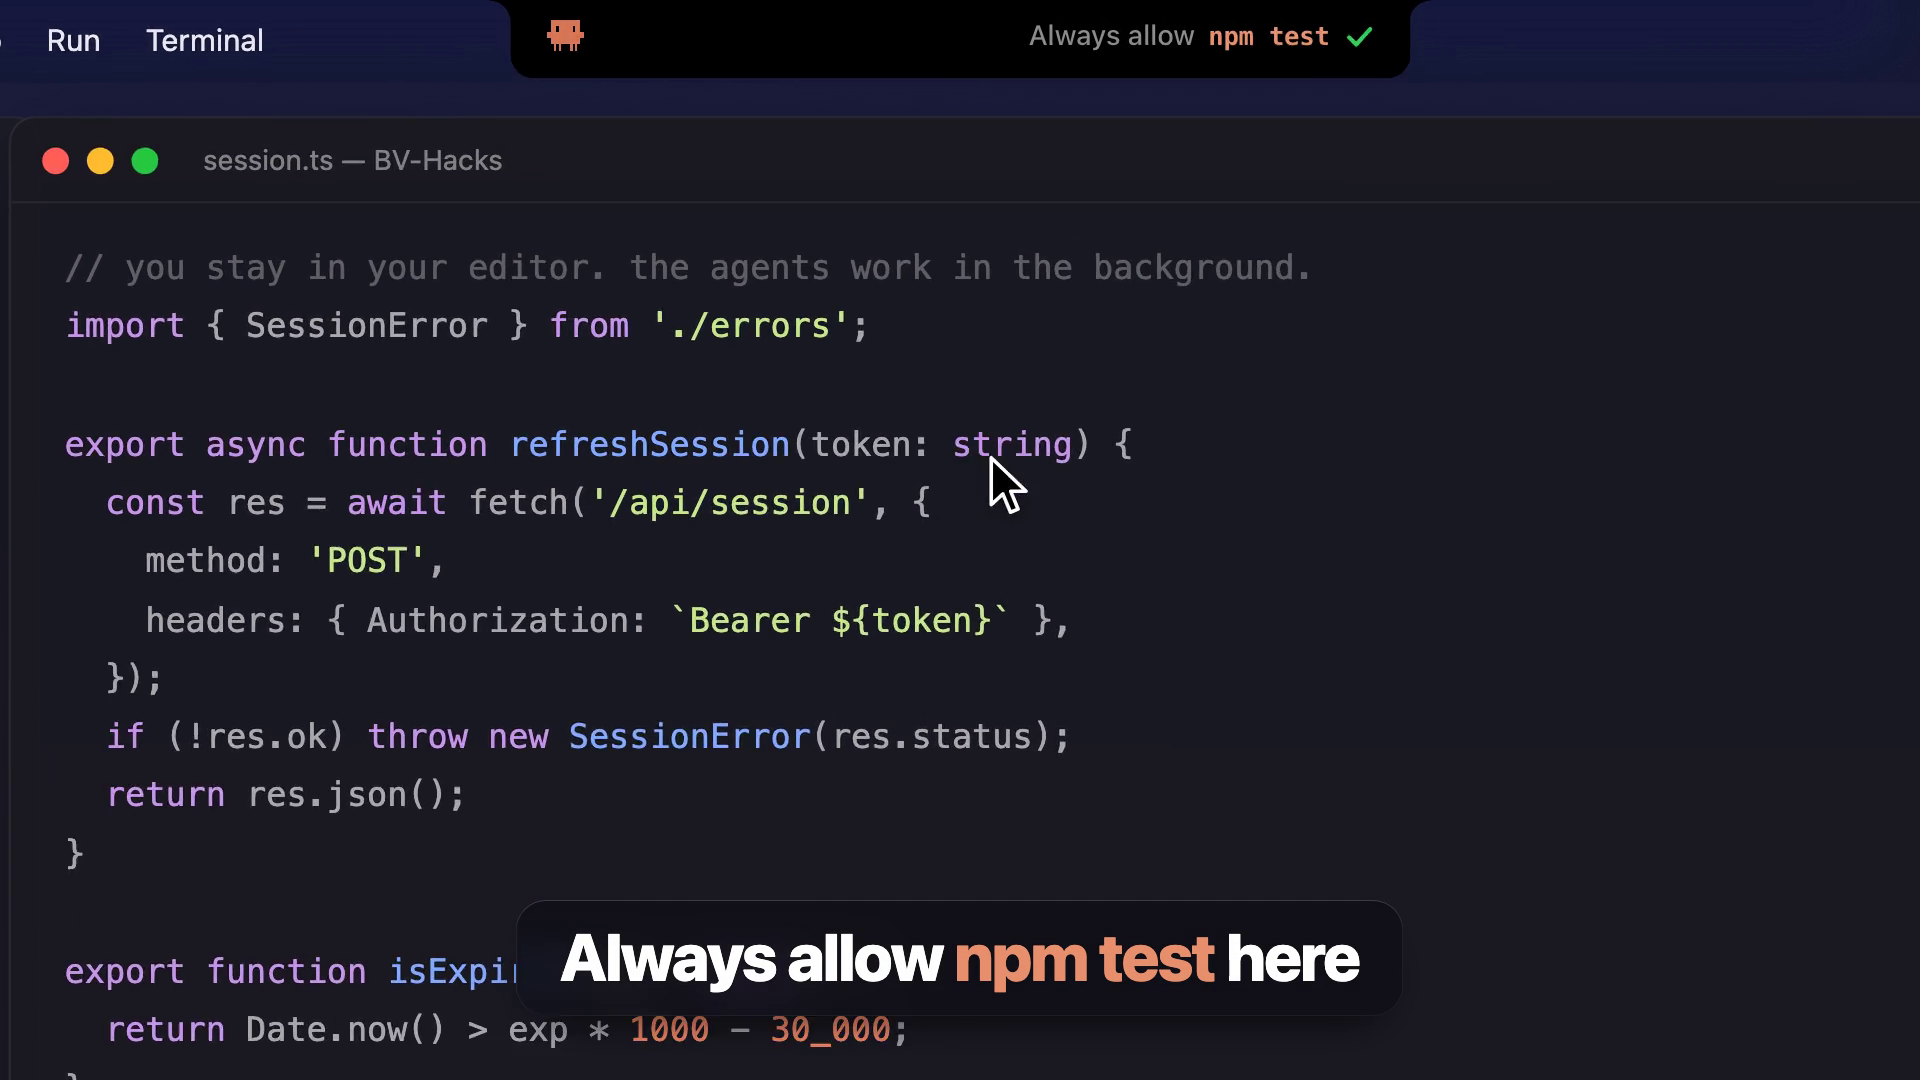 Run Terminal
Always allow npm test
session.ts — BV-Hacks
// you stay in your editor. the agents work in the background.
import { SessionError } from './errors';
export async function refreshSession(token: string) {
const res = await fetch('/api/session', {
method: 'POST',
headers: { Authorization: `Bearer ${token}` },
});
if (!res.ok) throw new SessionError(res.status);
return res.json();
}
export function
Always allow npm test here
return Date.now() > exp * 1000 - 30_000;
}